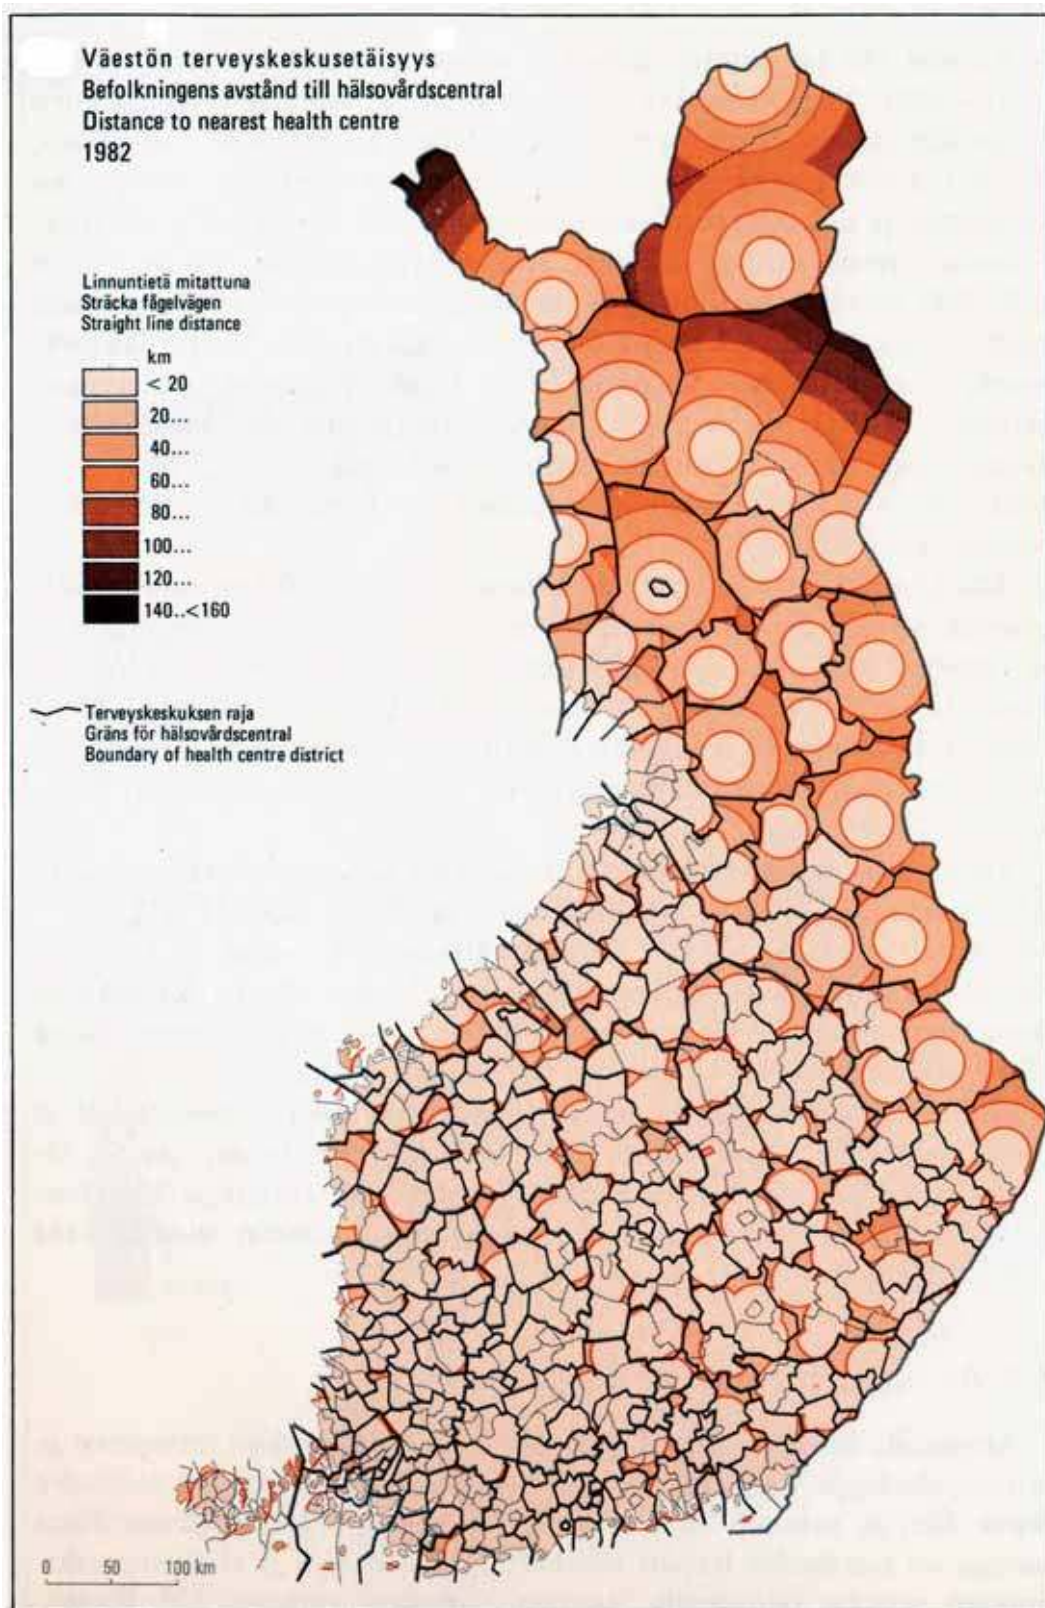 Väestön terveyskeskusetäisyys
Befolkningens avstånd till hälsovårdscentral
Distance to nearest health centre
1982
Linnuntietä mitattuna
Sträcka fågelvägen
Straight line distance
km
< 20
20...
40...
60...
80...
100...
120...
140..<160
Terveyskeskuksen raja
Gräns för hälsovårdscentral
Boundary of health centre district
0 50 100 km